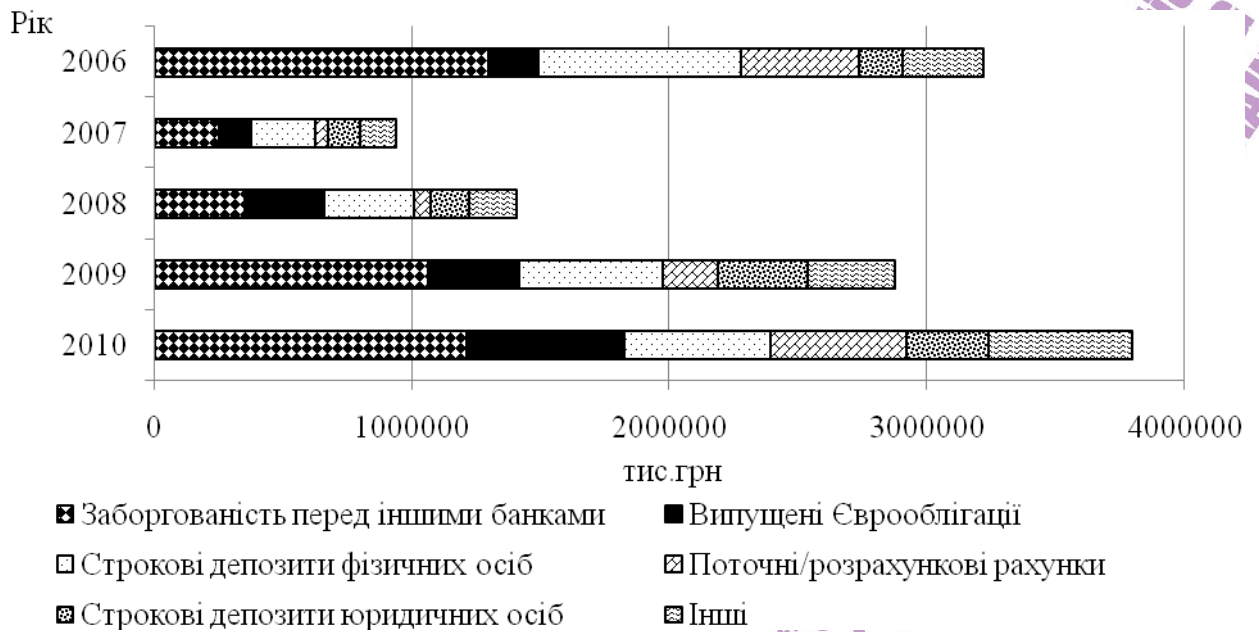 Рік
2006
2007
2008
2009
2010
0 1000000 2000000 3000000 4000000
тис.грн
Заборгованість перед іншими банками Випущені Єврооблігації
Строкові депозити фізичних осіб Поточні/розрахункові рахунки
Строкові депозити юридичних осіб Інші